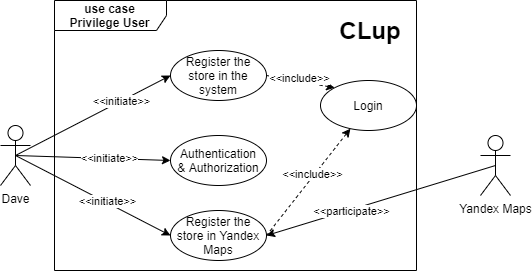 use case
Privilege User
CLup
Register the
store in the
system
<<include>>
Login
<<initiate>>
Authentication
& Authorization
<<initiate>>
<<include>>
Dave
<<initiate>>
Register the
store in Yandex
Maps
<<participate>>
Yandex Maps